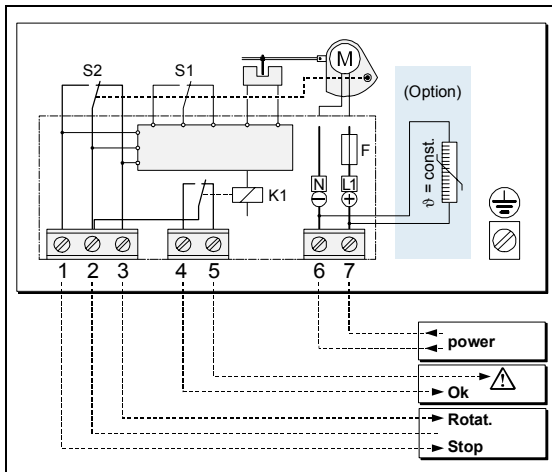 M
S2
S1
(Option)
ϑ = const.
F
K1
N
L1
1 2 3 4 5 6 7
power
Ok
Rotat.
Stop